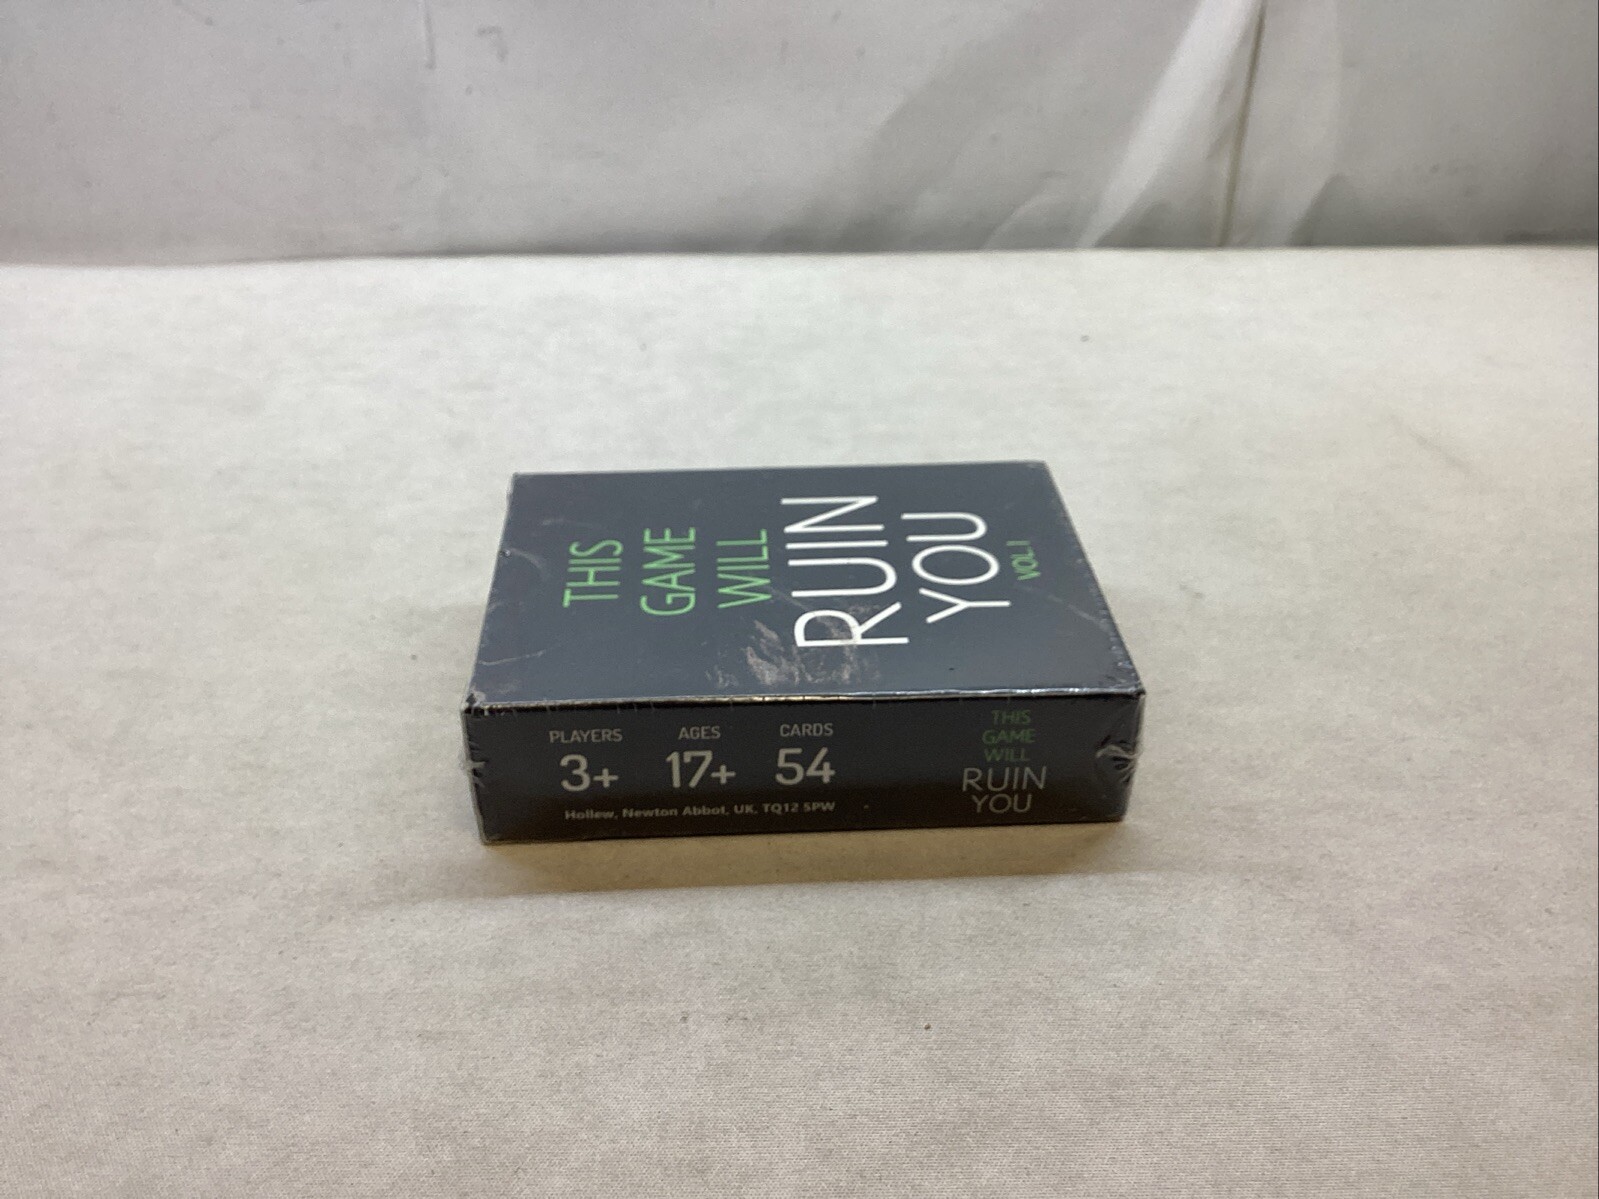 THIS
GAME
WILL
RUIN
YOU
VOL.1
PLAYERS AGES CARDS
3+ 17+ 54
Hollew, Newton Abbot, UK, TQ12 5PW
THIS
GAME
WILL
RUIN
YOU